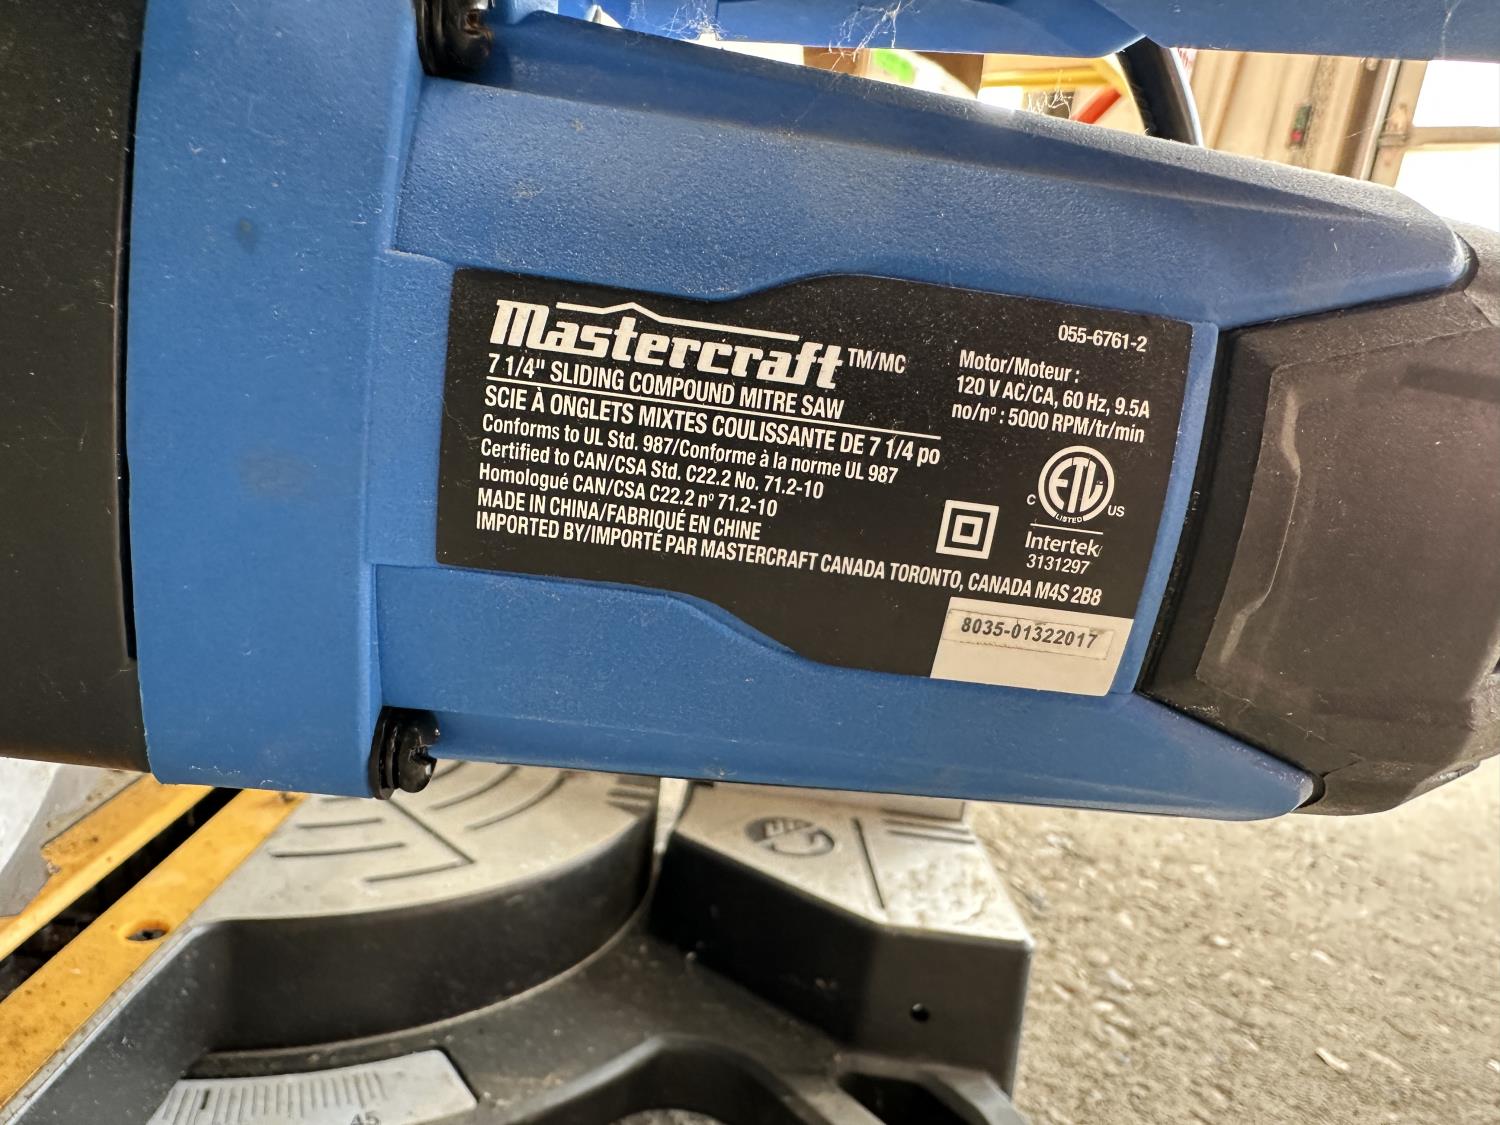 Mastercraft TM/MC
7 1/4" SLIDING COMPOUND MITRE SAW
SCIE À ONGLETS MIXTES COULISSANTE DE 7 1/4 po
Conforms to UL Std. 987/Conforme à la norme UL 987
Certified to CAN/CSA Std. C22.2 No. 71.2-10
Homologué CAN/CSA C22.2 nº 71.2-10
MADE IN CHINA/FABRIQUÉ EN CHINE
IMPORTED BY/IMPORTÉ PAR MASTERCRAFT CANADA TORONTO, CANADA M4S 2B8
055-6761-2
Motor/Moteur :
120 V AC/CA, 60 Hz, 9.5A
no/nº : 5000 RPM/tr/min
ETL
C LISTED US
Intertek
3131297
8035-01322017
45